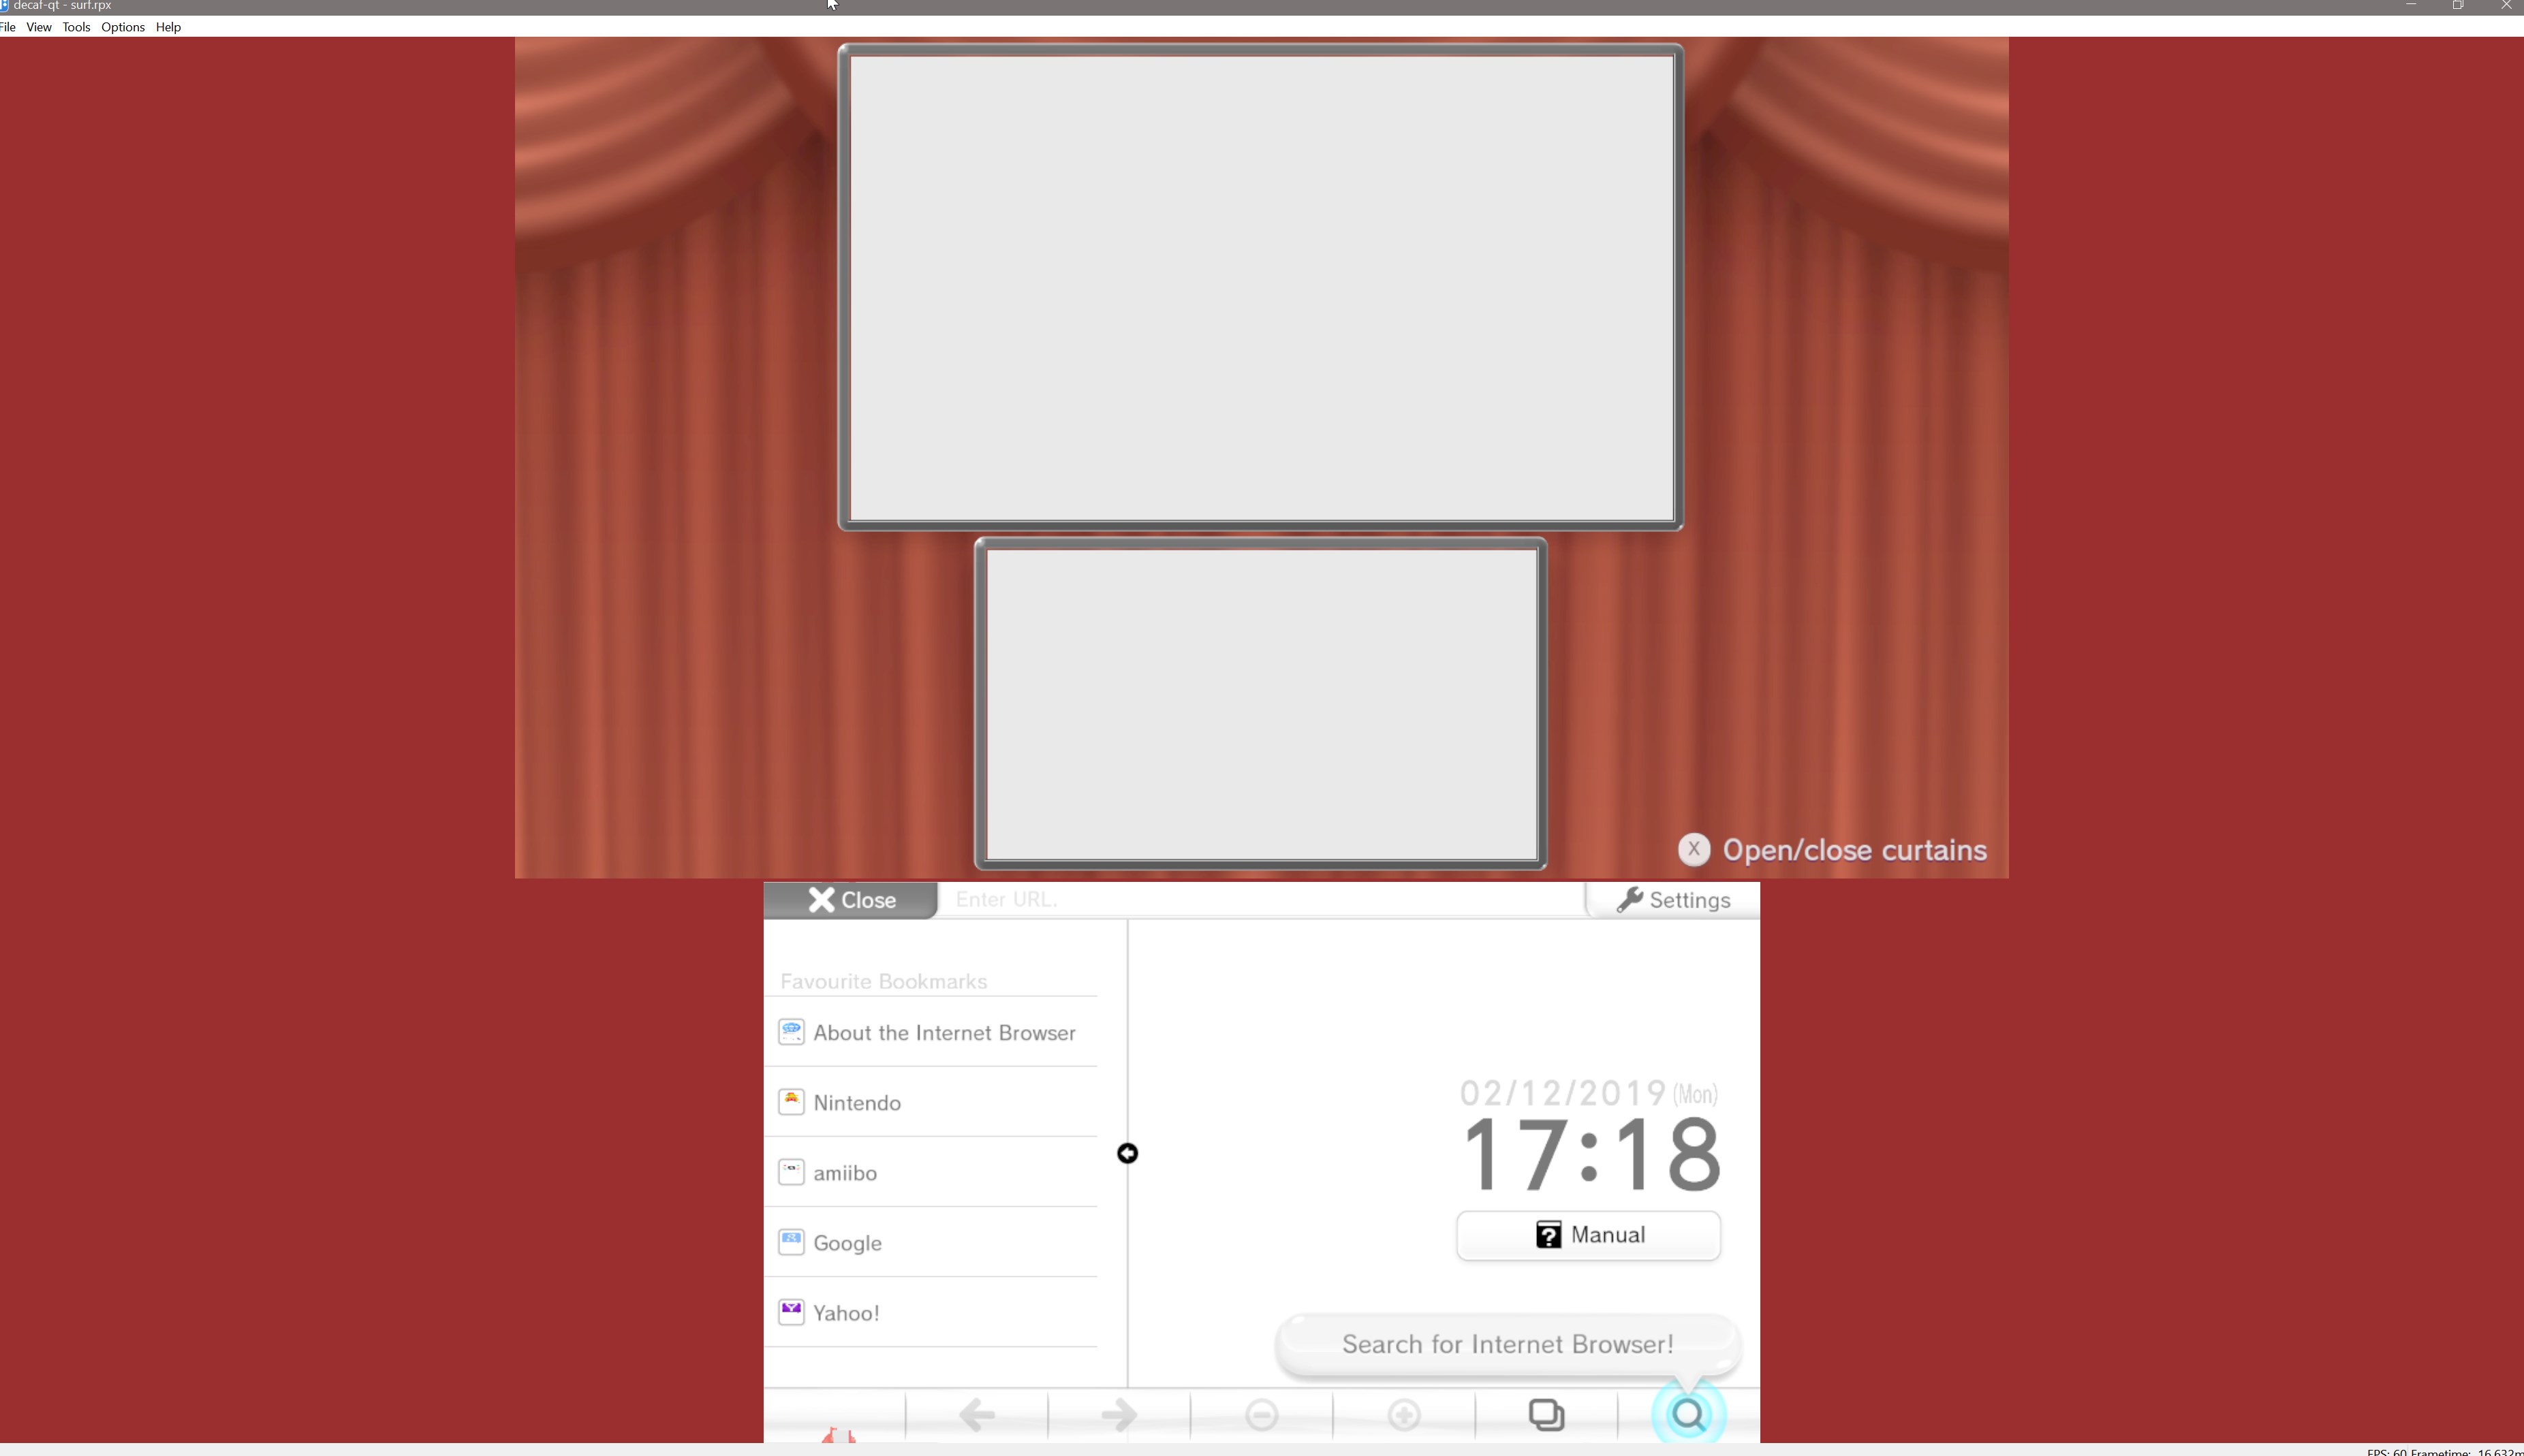 decaf-qt - surf.rpx
File View Tools Options Help
X Open/close curtains
Close Enter URL. Settings
Favourite Bookmarks
About the Internet Browser
Nintendo
amiibo
Google
Yahoo!
02/12/2019 (Mon)
17:18
? Manual
Search for Internet Browser!
FPS: 60 Frametime: 16.632m